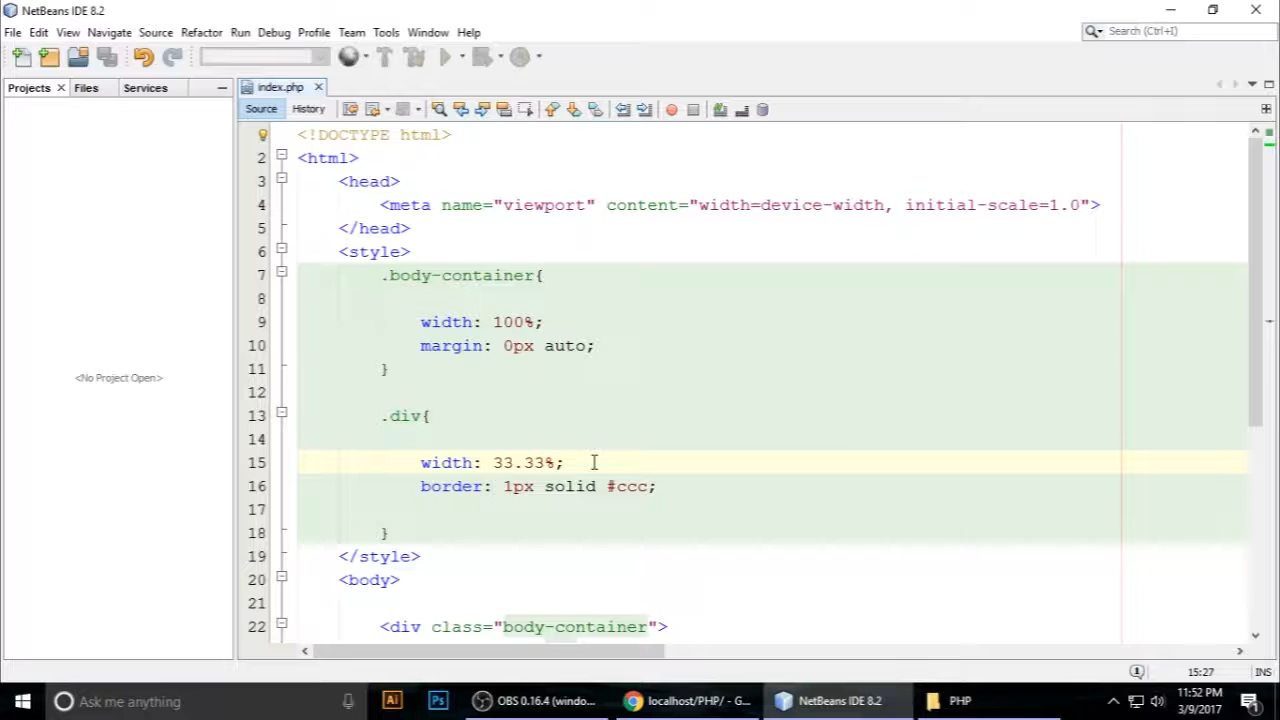 NetBeans IDE 8.2
File Edit View Navigate Source Refactor Run Debug Profile Team Tools Window Help
Search (Ctrl+I)
Projects Files Services
index.php
Source History
<No Project Open>
1 <!DOCTYPE html>
2 <html>
3 <head>
4 <meta name="viewport" content="width=device-width, initial-scale=1.0">
5 </head>
6 <style>
7 .body-container{
8
9 width: 100%;
10 margin: 0px auto;
11 }
12
13 .div{
14
15 width: 33.33%;
16 border: 1px solid #ccc;
17
18 }
19 </style>
20 <body>
21
22 <div class="body-container">
15:27 INS
Ask me anything
Ai
Ps
OBS 0.16.4 (windo...
localhost/PHP/ - G...
NetBeans IDE 8.2
PHP
11:52 PM
3/9/2017